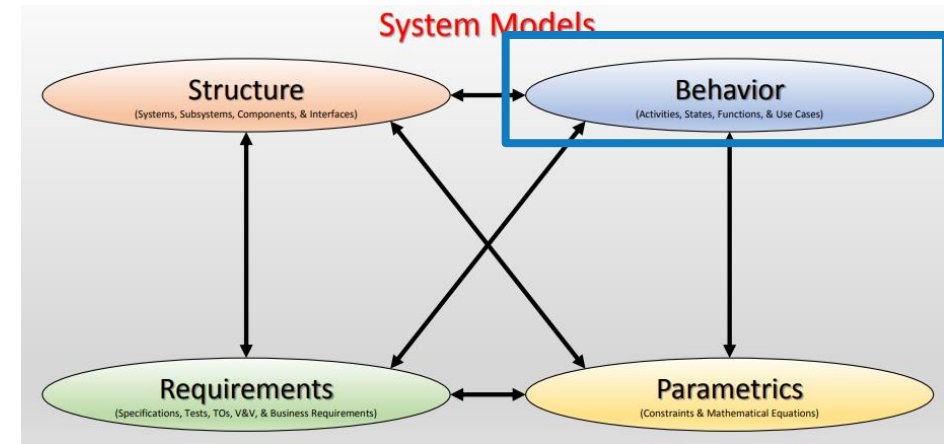 System Models
Structure
(Systems, Subsystems, Components, & Interfaces)
Behavior
(Activities, States, Functions, & Use Cases)
Requirements
(Specifications, Tests, TOs, V&V, & Business Requirements)
Parametrics
(Constraints & Mathematical Equations)